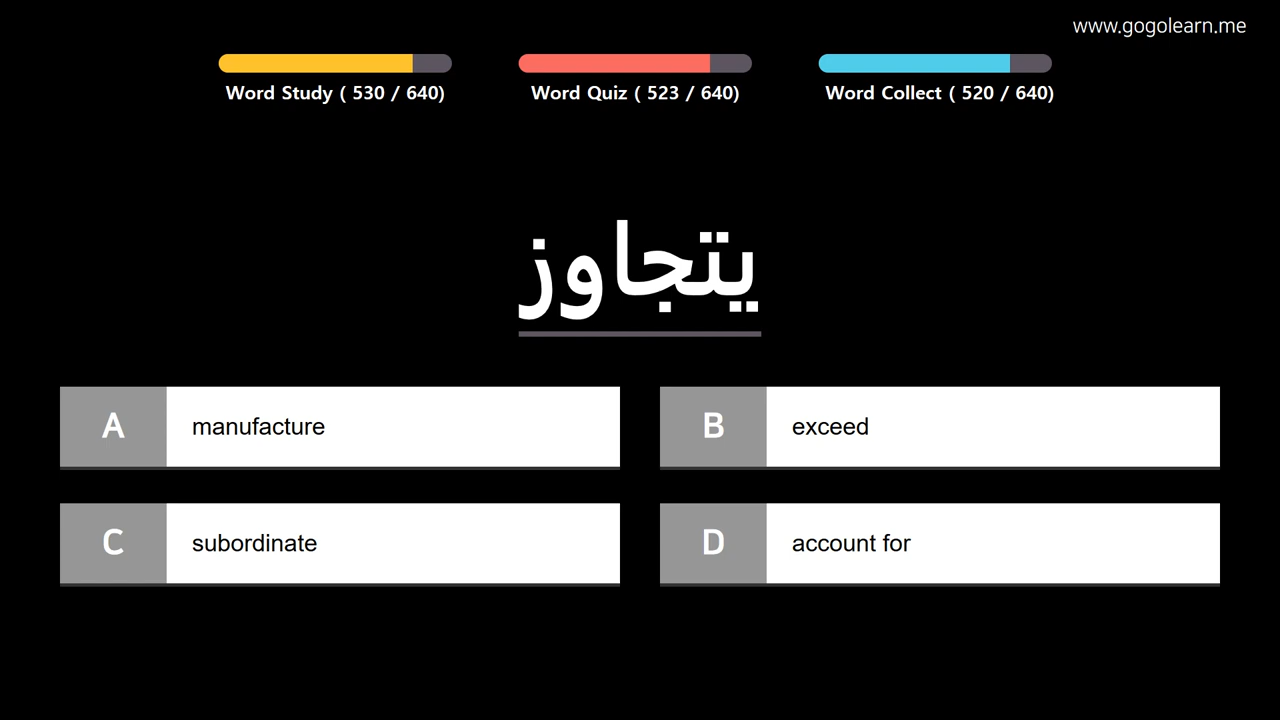 www.gogolearn.me
Word Study ( 530 / 640)
Word Quiz ( 523 / 640)
Word Collect ( 520 / 640)
يتجاوز
A manufacture
B exceed
C subordinate
D account for